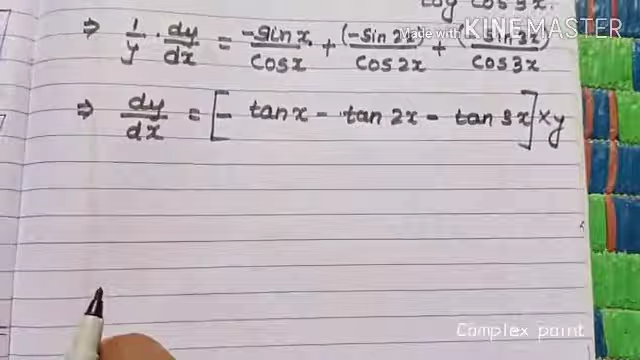 log cos 3x.
⇒ 1/y · dy/dx = -sin x/cos x + (-sin 2x)/cos 2x + (-sin 3x)/cos 3x
Made with KINEMASTER
⇒ dy/dx = [- tan x - tan 2x - tan 3x] × y
Complex point